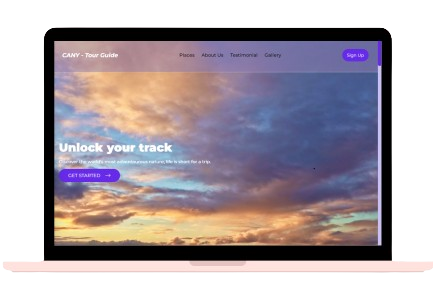 CANY - Tour Guide
Places About Us Testimonial Gallery
Sign Up
Unlock your track
Discover the world's most adventurous nature, life is short for a trip.
GET STARTED →